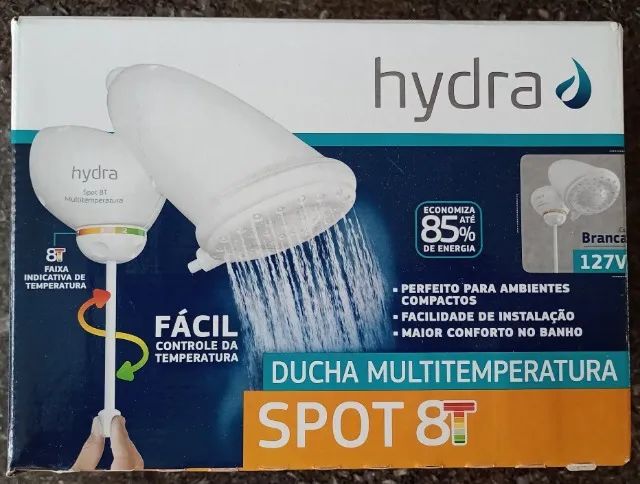 hydra
hydra
Spot 8T
Multitemperatura
2
8T
FAIXA
INDICATIVA DE
TEMPERATURA
FÁCIL
CONTROLE DA
TEMPERATURA
ECONOMIZA
ATÉ
85%
DE ENERGIA
Branca
127V
• PERFEITO PARA AMBIENTES
COMPACTOS
• FACILIDADE DE INSTALAÇÃO
• MAIOR CONFORTO NO BANHO
DUCHA MULTITEMPERATURA
SPOT 8T